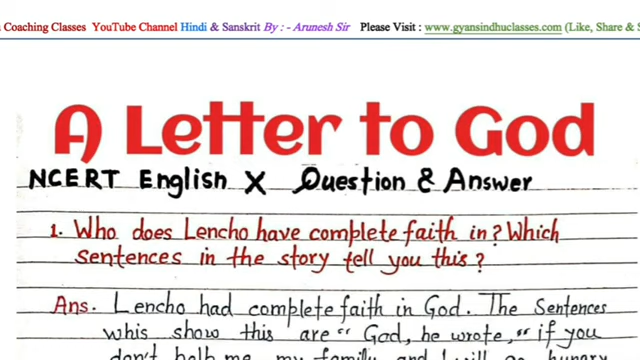 Coaching Classes YouTube Channel Hindi & Sanskrit By : - Arunesh Sir Please Visit : www.gyansindhuclasses.com (Like, Share & S
A Letter to God
NCERT English X Question & Answer
1. Who does Lencho have complete faith in? Which
sentences in the story tell you this?
Ans. Lencho had complete faith in God. The Sentences
whis show this are " God, he wrote, " if you
don't help me, my family and I will go hungry